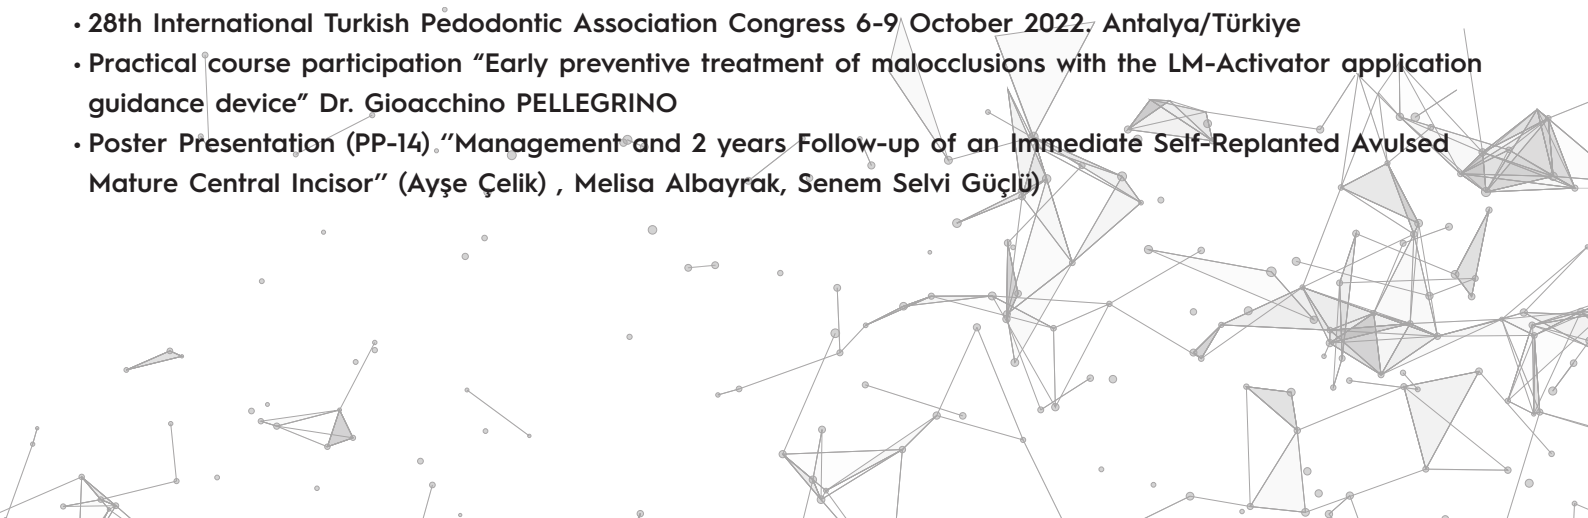 • 28th International Turkish Pedodontic Association Congress 6-9 October 2022. Antalya/Türkiye
• Practical course participation “Early preventive treatment of malocclusions with the LM-Activator application
guidance device” Dr. Gioacchino PELLEGRINO
• Poster Presentation (PP-14) ‘’Management and 2 years Follow-up of an Immediate Self-Replanted Avulsed
Mature Central Incisor’’ (Ayşe Çelik) , Melisa Albayrak, Senem Selvi Güçlü)